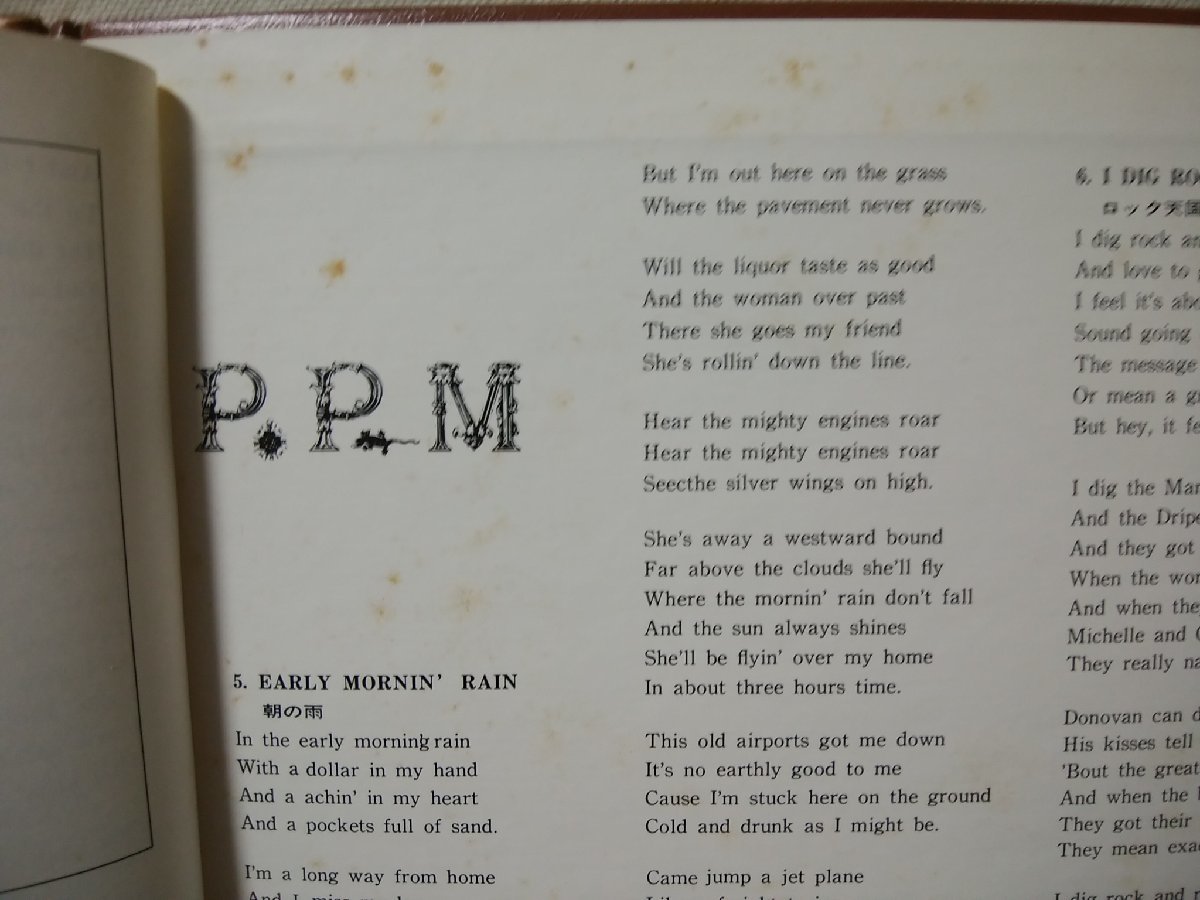 P. P. M
5. EARLY MORNIN' RAIN
朝の雨
In the early morning rain
With a dollar in my hand
And a achin' in my heart
And a pockets full of sand.
I'm a long way from home
But I'm out here on the grass
Where the pavement never grows.
Will the liquor taste as good
And the woman over past
There she goes my friend
She's rollin' down the line.
Hear the mighty engines roar
Hear the mighty engines roar
Seecthe silver wings on high.
She's away a westward bound
Far above the clouds she'll fly
Where the mornin' rain don't fall
And the sun always shines
She'll be flyin' over my home
In about three hours time.
This old airports got me down
It's no earthly good to me
Cause I'm stuck here on the ground
Cold and drunk as I might be.
Came jump a jet plane
6. I DIG
ロック天国
I dig rock
And love to
I feel it's
Sound going
The message
Or mean a
But hey, it
I dig the
And the
And they got
When the
And when
Michelle and
They really
Donovan can
His kisses tell
'Bout the great
And when the
They got their
They mean
I dig rock and